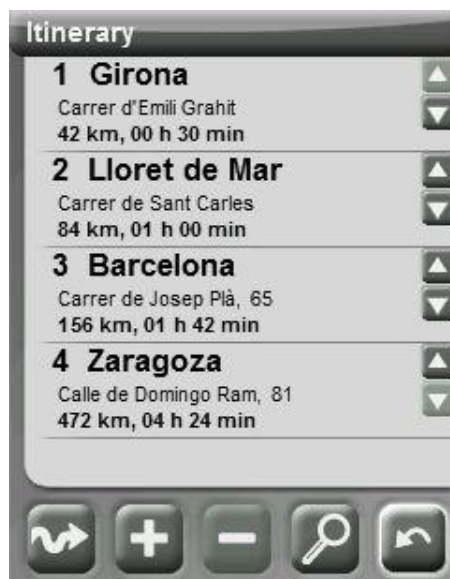 Itinerary
1 Girona
Carrer d'Emili Grahit
42 km, 00 h 30 min
2 Lloret de Mar
Carrer de Sant Carles
84 km, 01 h 00 min
3 Barcelona
Carrer de Josep Plà, 65
156 km, 01 h 42 min
4 Zaragoza
Calle de Domingo Ram, 81
472 km, 04 h 24 min